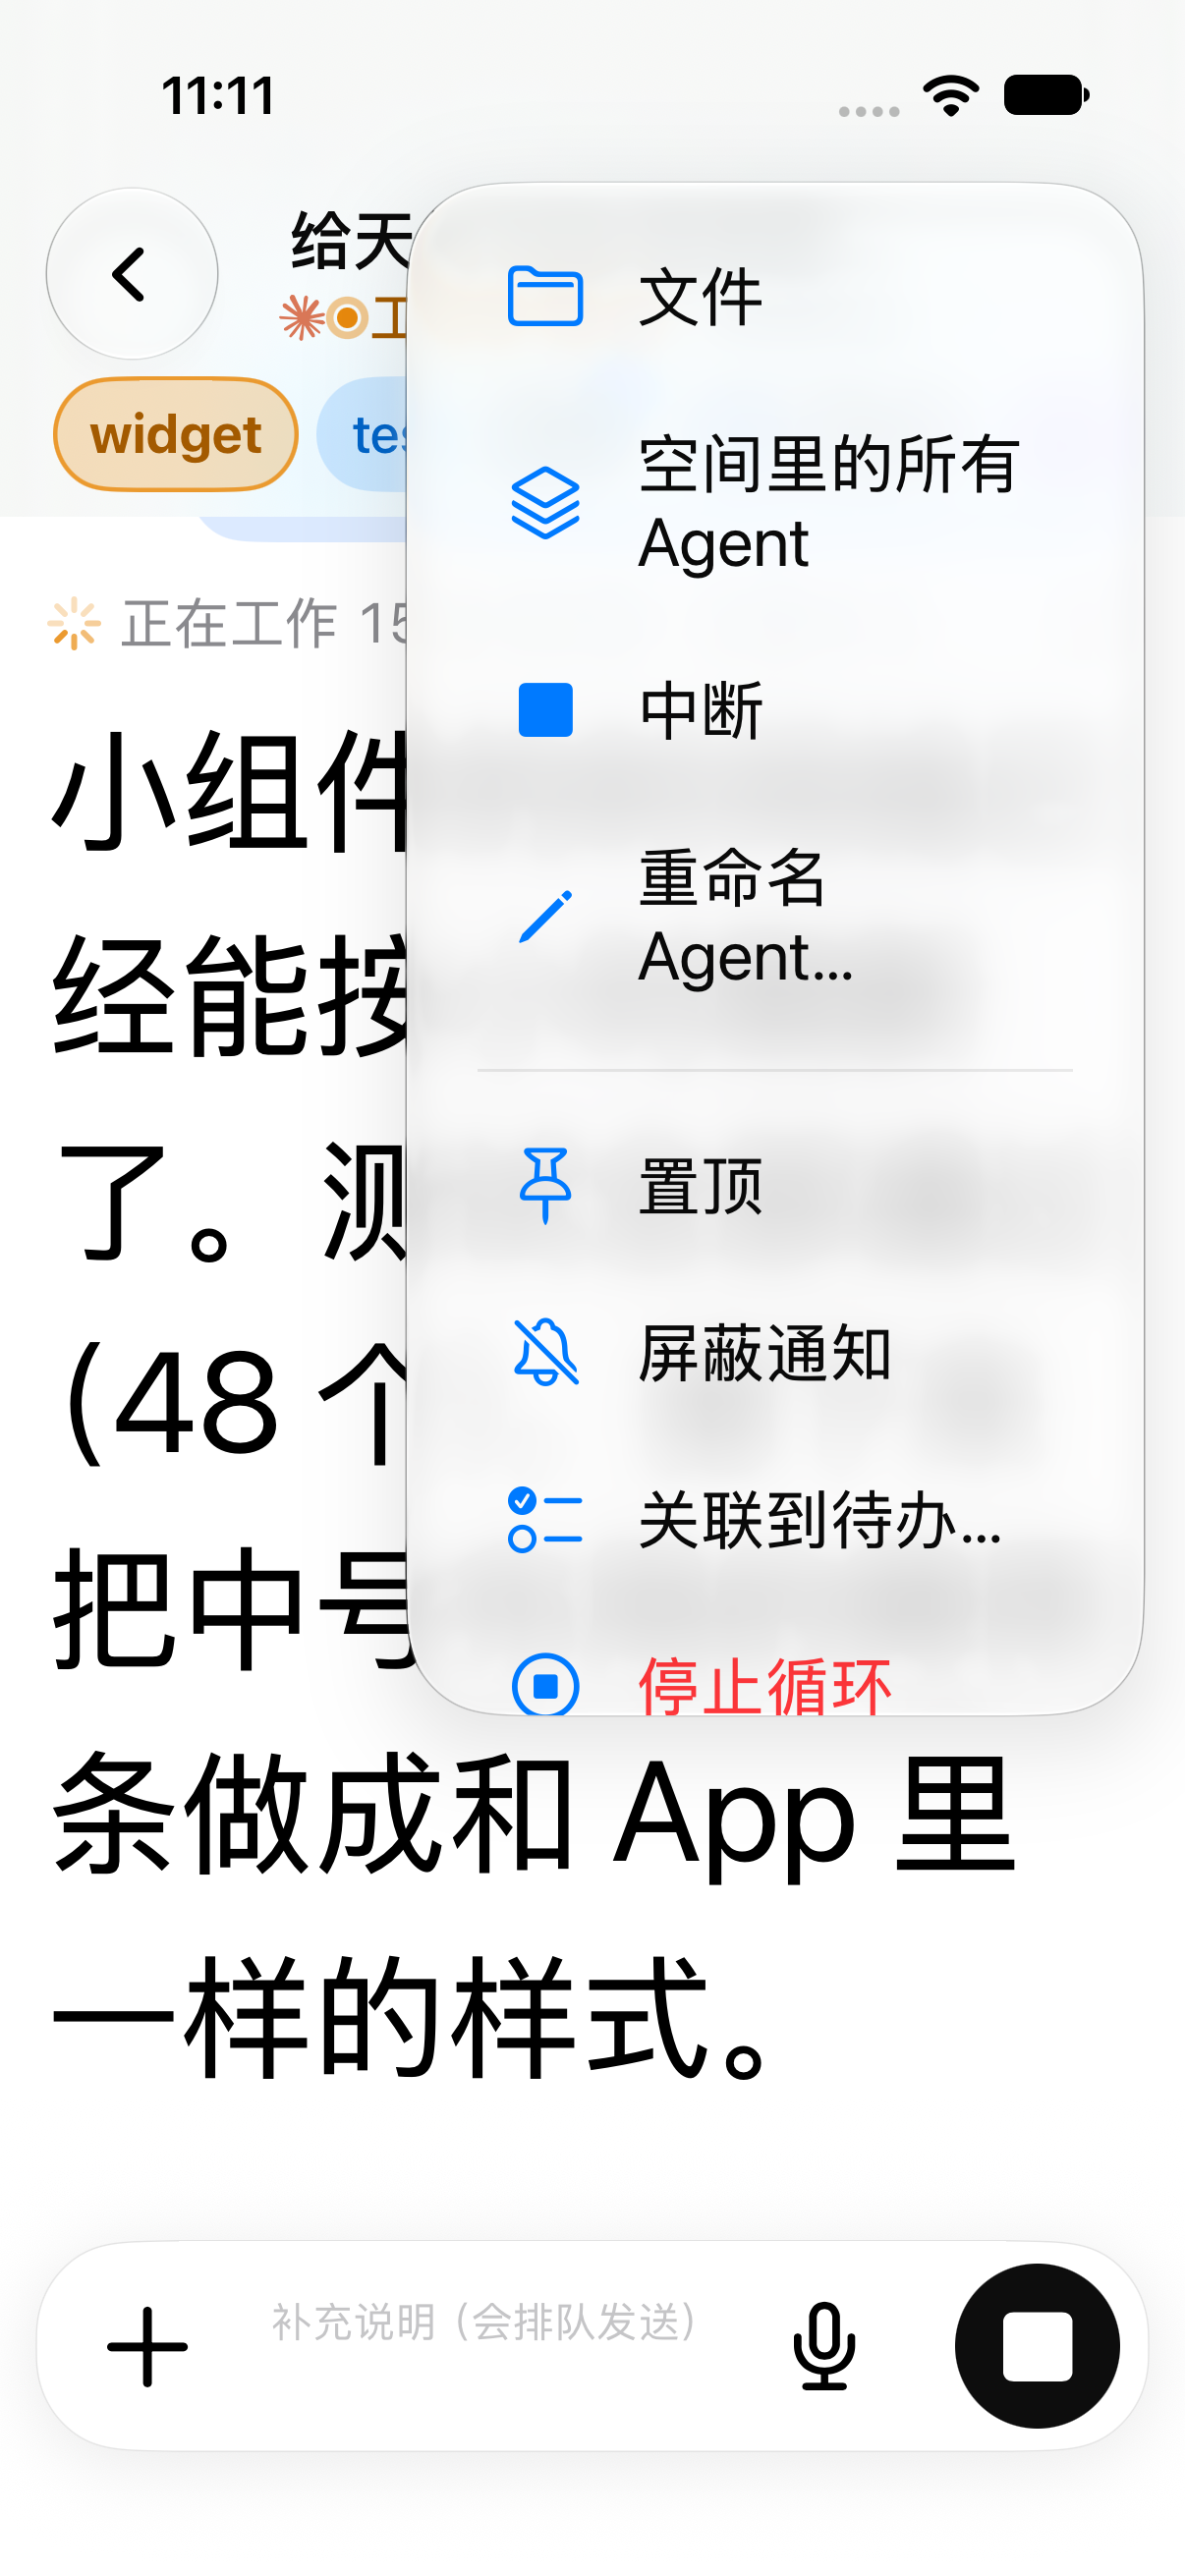 11:11
给天
工
widget
tes
正在工作 15
小组件
经能按
了。测
(48 个
把中号
条做成和 App 里
一样的样式。
文件
空间里的所有
Agent
中断
重命名
Agent...
置顶
屏蔽通知
关联到待办...
停止循环
补充说明（会排队发送）